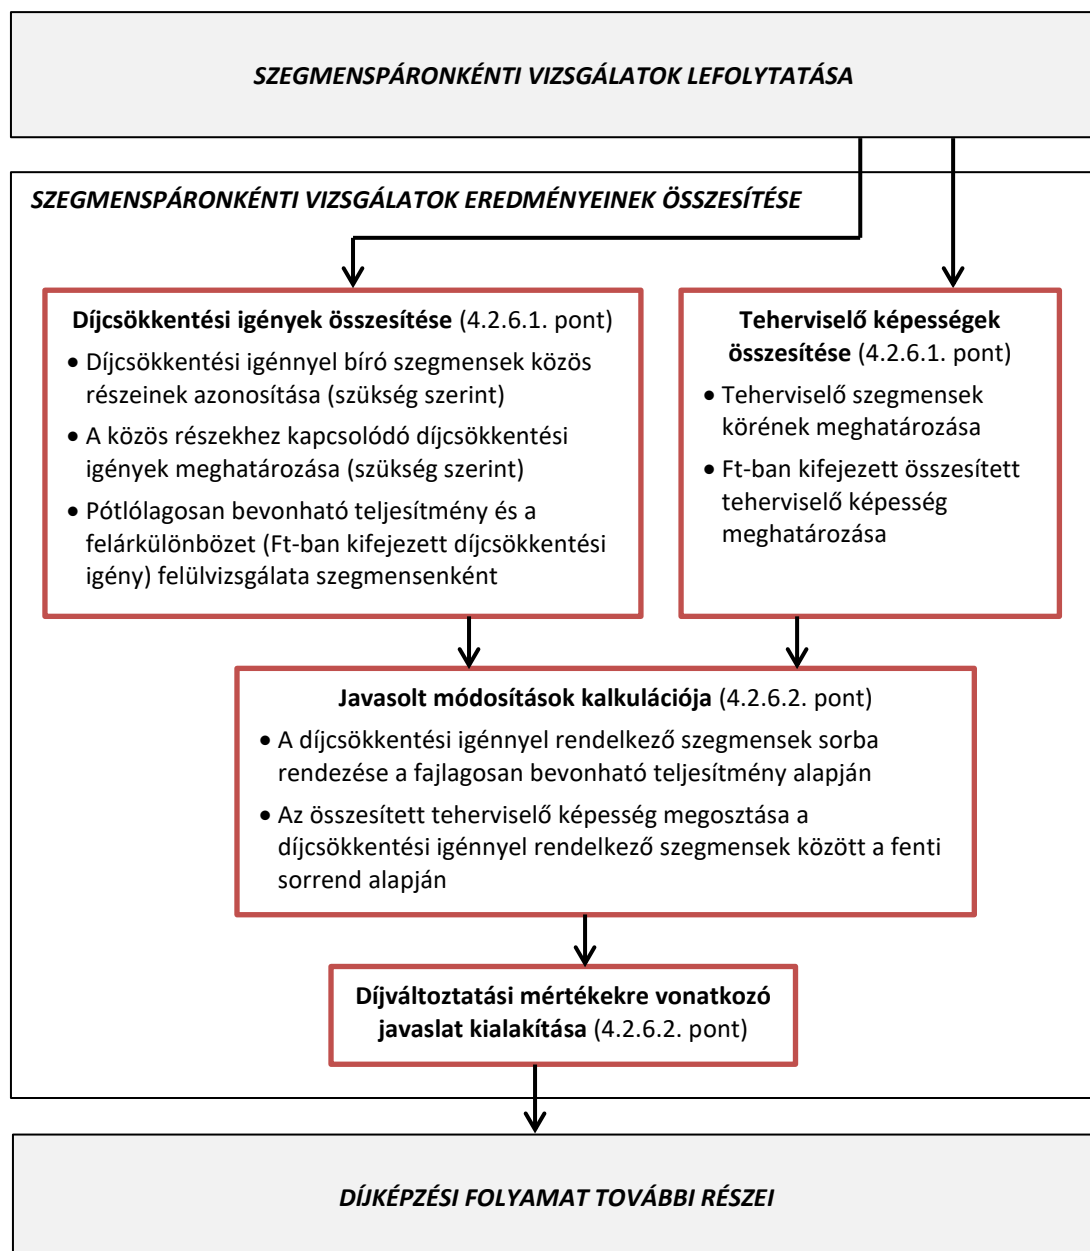 SZEGMENSPÁRONKÉNTI VIZSGÁLATOK LEFOLYTATÁSA
SZEGMENSPÁRONKÉNTI VIZSGÁLATOK EREDMÉNYEINEK ÖSSZESÍTÉSE
Díjcsökkentési igények összesítése (4.2.6.1. pont)
• Díjcsökkentési igénnyel bíró szegmensek közös
részeinek azonosítása (szükség szerint)
• A közös részekhez kapcsolódó díjcsökkentési
igények meghatározása (szükség szerint)
• Pótlólagosan bevonható teljesítmény és a
felárkülönbözet (Ft-ban kifejezett díjcsökkentési
igény) felülvizsgálata szegmensenként
Teherviselő képességek
összesítése (4.2.6.1. pont)
• Teherviselő szegmensek
körének meghatározása
• Ft-ban kifejezett összesített
teherviselő képesség
meghatározása
Javasolt módosítások kalkulációja (4.2.6.2. pont)
• A díjcsökkentési igénnyel rendelkező szegmensek sorba
rendezése a fajlagosan bevonható teljesítmény alapján
• Az összesített teherviselő képesség megosztása a
díjcsökkentési igénnyel rendelkező szegmensek között a fenti
sorrend alapján
Díjváltoztatási mértékekre vonatkozó
javaslat kialakítása (4.2.6.2. pont)
DÍJKÉPZÉSI FOLYAMAT TOVÁBBI RÉSZEI